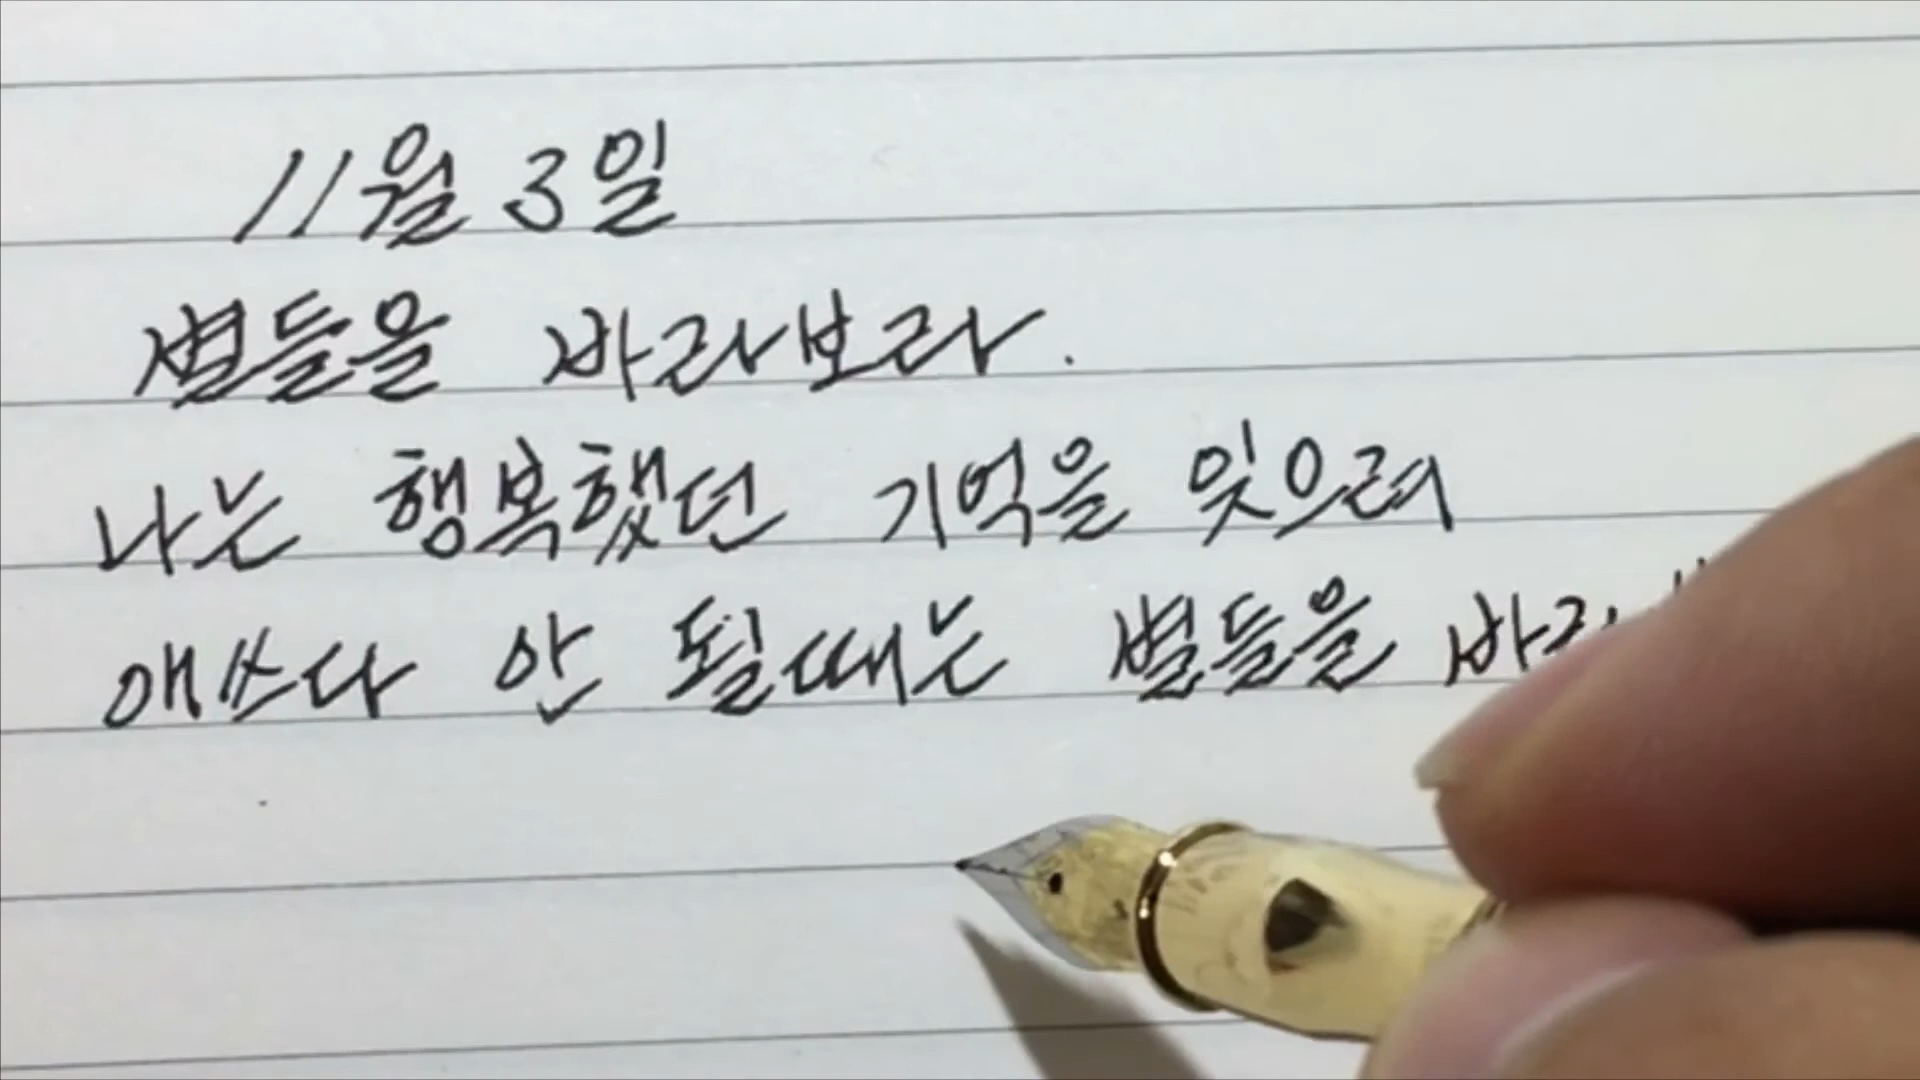 11월 3일
별들을 바라보라.
나는 행복했던 기억을 잊으려
애쓰다 안 될때는 별들을